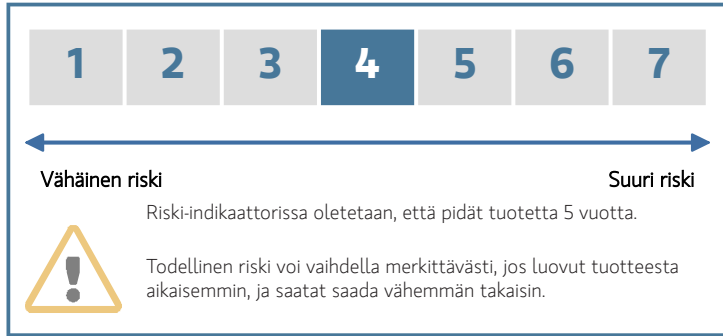 1 2 3 4 5 6 7
Vähäinen riski Suuri riski
Riski-indikaattorissa oletetaan, että pidät tuotetta 5 vuotta.
Todellinen riski voi vaihdella merkittävästi, jos luovut tuotteesta
aikaisemmin, ja saatat saada vähemmän takaisin.